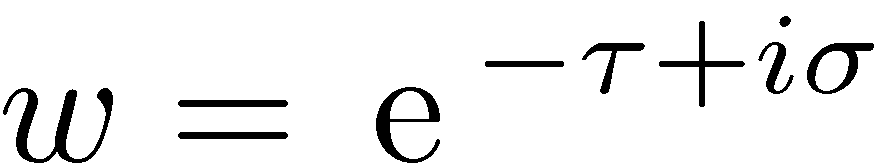 w = e^{-τ+iσ}